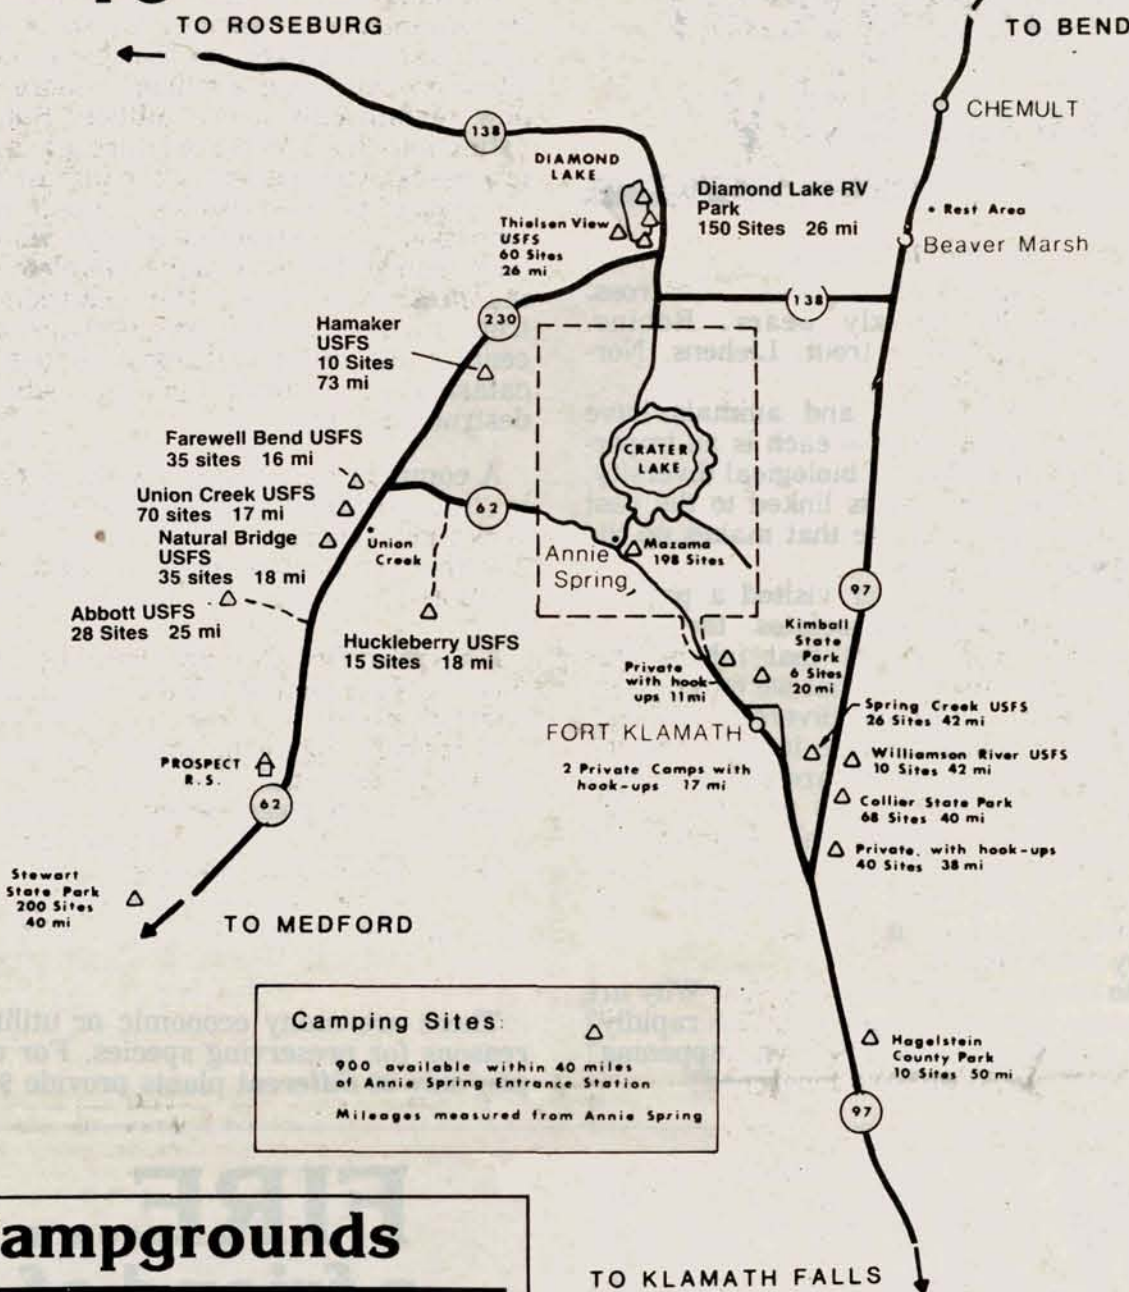 TO ROSEBURG
TO BEND
CHEMULT
138
DIAMOND
LAKE
Diamond Lake RV
Park
150 Sites 26 mi
• Rest Area
Beaver Marsh
Thielsen View
USFS
60 Sites
26 mi
138
230
Hamaker
USFS
10 Sites
73 mi
CRATER
LAKE
Farewell Bend USFS
35 sites 16 mi
Union Creek USFS
70 sites 17 mi
62
Natural Bridge
USFS
35 sites 18 mi
Union
Creek
Annie
Spring,
Mazama
198 Sites
97
Abbott USFS
28 Sites 25 mi
Huckleberry USFS
15 Sites 18 mi
Kimball
State
Park
6 Sites
20 mi
Private
with hook-
ups 11 mi
Spring Creek USFS
26 Sites 42 mi
FORT KLAMATH
Williamson River USFS
10 Sites 42 mi
2 Private Camps with
hook-ups 17 mi
PROSPECT
R.S.
62
Collier State Park
68 Sites 40 mi
Private, with hook-ups
40 Sites 38 mi
Stewart
State Park
200 Sites
40 mi
TO MEDFORD
Camping Sites:
900 available within 40 miles
of Annie Spring Entrance Station
Mileages measured from Annie Spring
Hagelstein
County Park
10 Sites 50 mi
97
ampgrounds
TO KLAMATH FALLS